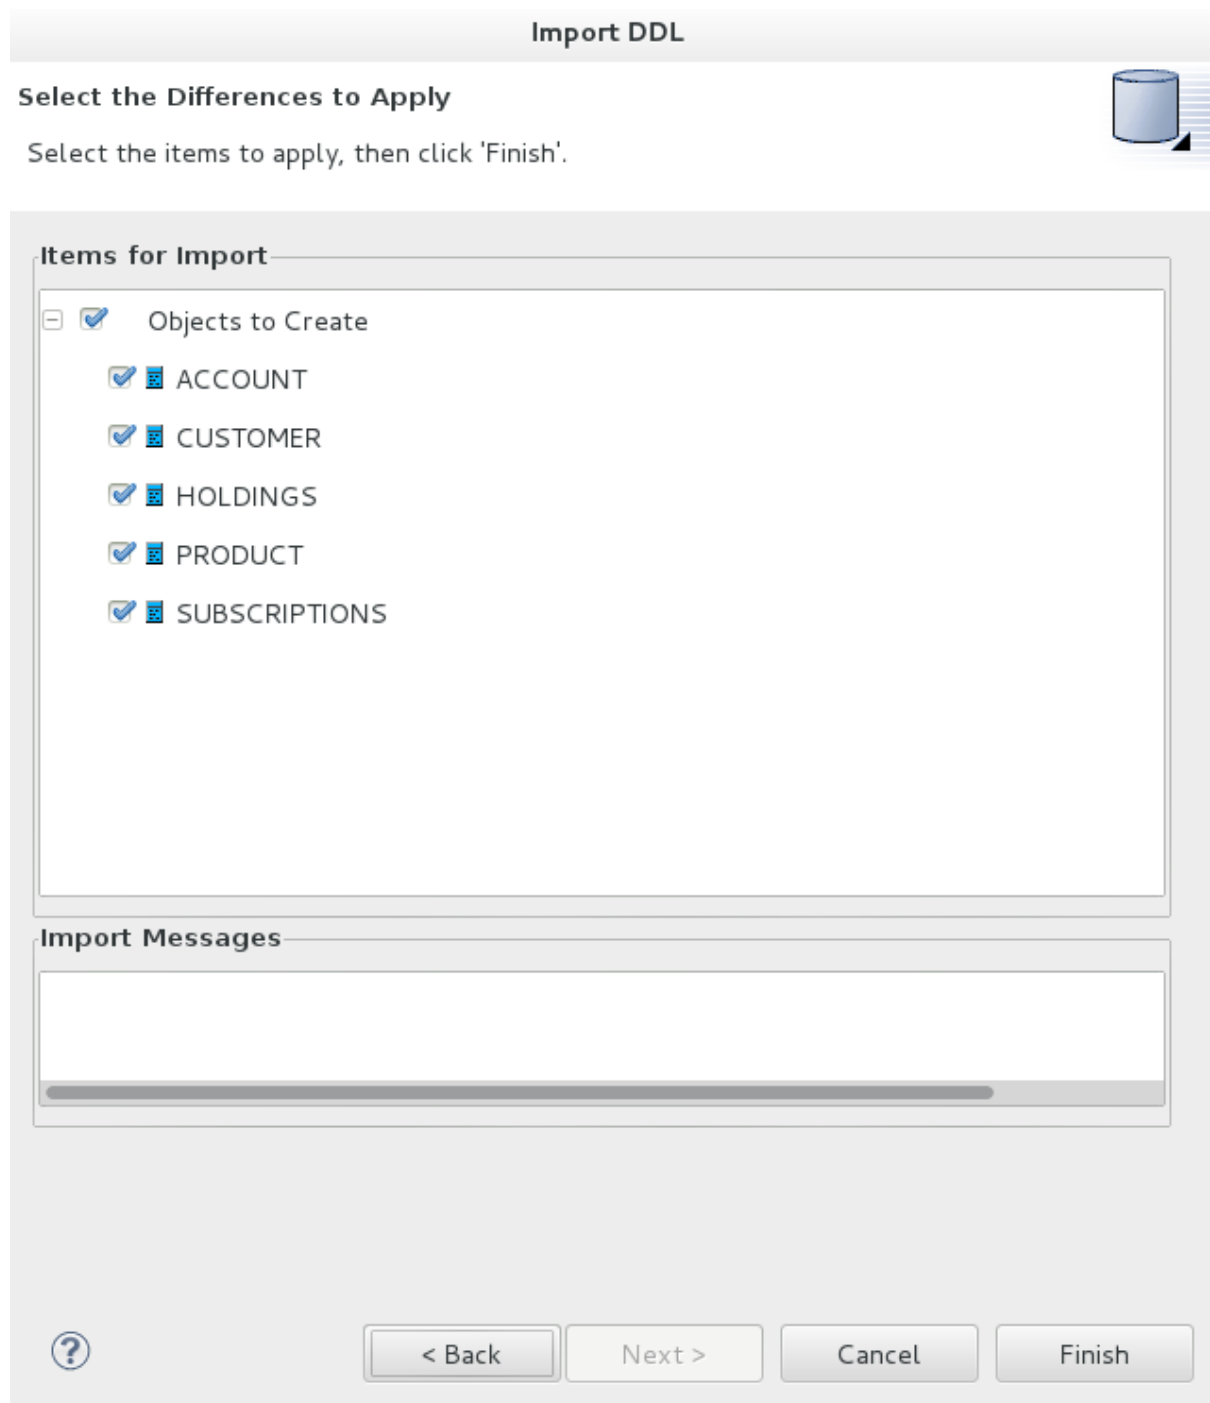 Import DDL
Select the Differences to Apply
Select the items to apply, then click 'Finish'.
Items for Import
Objects to Create
ACCOUNT
CUSTOMER
HOLDINGS
PRODUCT
SUBSCRIPTIONS
Import Messages
? < Back Next > Cancel Finish